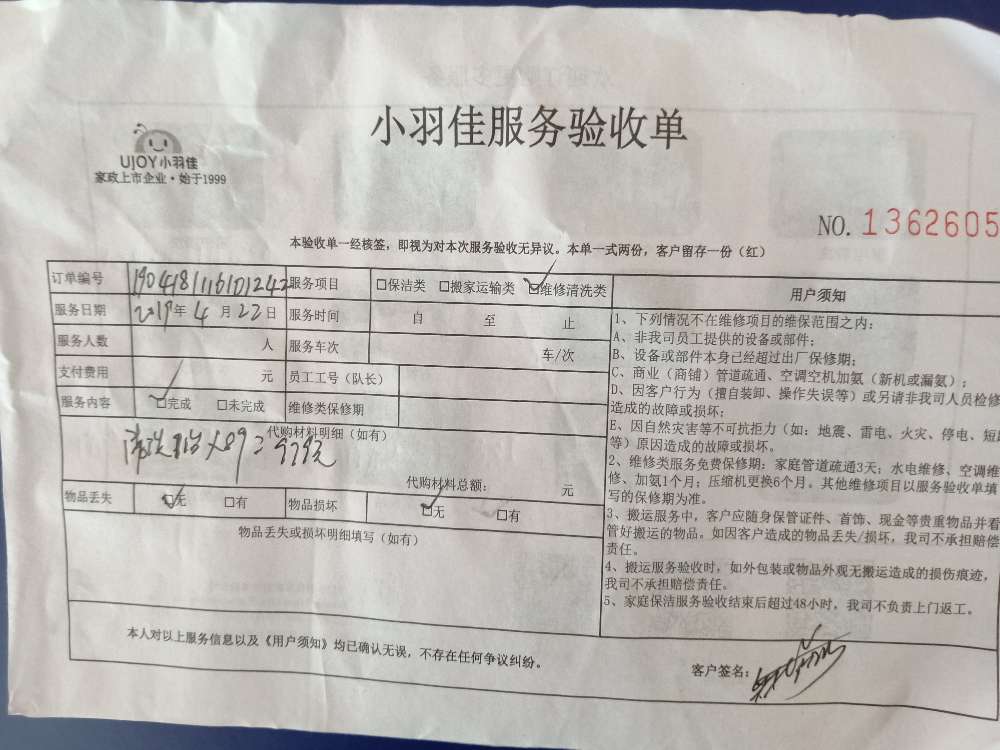 小羽佳服务验收单
UJOY小羽佳
家政上市企业·始于1999
NO. 1362605
本验收单一经核签，即视为对本次服务验收无异议。本单一式两份，客户留存一份（红）
订单编号 1904181116101242 服务项目 □保洁类 □搬家运输类 ☑维修清洗类 用户须知
服务日期 2019年 4 月 22 日 服务时间 自 至 止
服务人数 人 服务车次 车/次
支付费用 元 员工工号（队长）
服务内容 ☑完成 □未完成 维修类保修期
代购材料明细（如有）
清洗
代购材料总额： 元
物品丢失 ☑无 □有 物品损坏 ☑无 □有
物品丢失或损坏明细填写（如有）
1、下列情况不在维修项目的维保范围之内：
A、非我司员工提供的设备或部件；
B、设备或部件本身已经超过出厂保修期；
C、商业（商铺）管道疏通、空调空机加氨（新机或漏氨）；
D、因客户行为（擅自装卸、操作失误等）或另请非我司人员检修
造成的故障或损坏；
E、因自然灾害等不可抗拒力（如：地震、雷电、火灾、停电、短
等）原因造成的故障或损坏。
2、维修类服务免费保修期：家庭管道疏通3天；水电维修、空调维
修、加氨1个月；压缩机更换6个月。其他维修项目以服务验收单填
写的保修期为准。
3、搬运服务中，客户应随身保管证件、首饰、现金等贵重物品并看
管好搬运的物品。如因客户造成的物品丢失/损坏，我司不承担赔偿
责任。
4、搬运服务验收时，如外包装或物品外观无搬运造成的损伤痕迹，
我司不承担赔偿责任。
5、家庭保洁服务验收结束后超过48小时，我司不负责上门返工。
本人对以上服务信息以及《用户须知》均已确认无误，不存在任何争议纠纷。
客户签名：